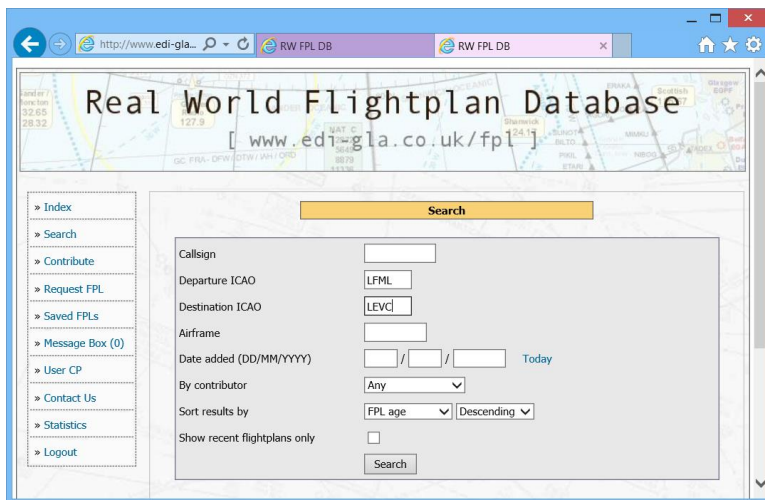 http://www.edi-gla...
RW FPL DB
RW FPL DB
Real World Flightplan Database
[ www.edi-gla.co.uk/fpl ]
» Index
» Search
» Contribute
» Request FPL
» Saved FPLs
» Message Box (0)
» User CP
» Contact Us
» Statistics
» Logout
Search
Callsign
Departure ICAO LFML
Destination ICAO LEVC
Airframe
Date added (DD/MM/YYYY) / / Today
By contributor Any
Sort results by FPL age Descending
Show recent flightplans only
Search